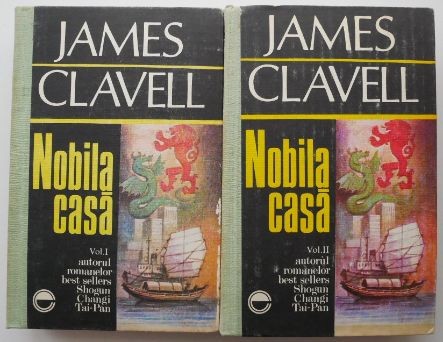 JAMES
CLAVELL
Nobila
casă
Vol.I
autorul
romanelor
best sellers
Shogun
Changi
Tai-Pan
JAMES
CLAVELL
Nobila
casă
Vol.II
autorul
romanelor
best sellers
Shogun
Changi
Tai-Pan